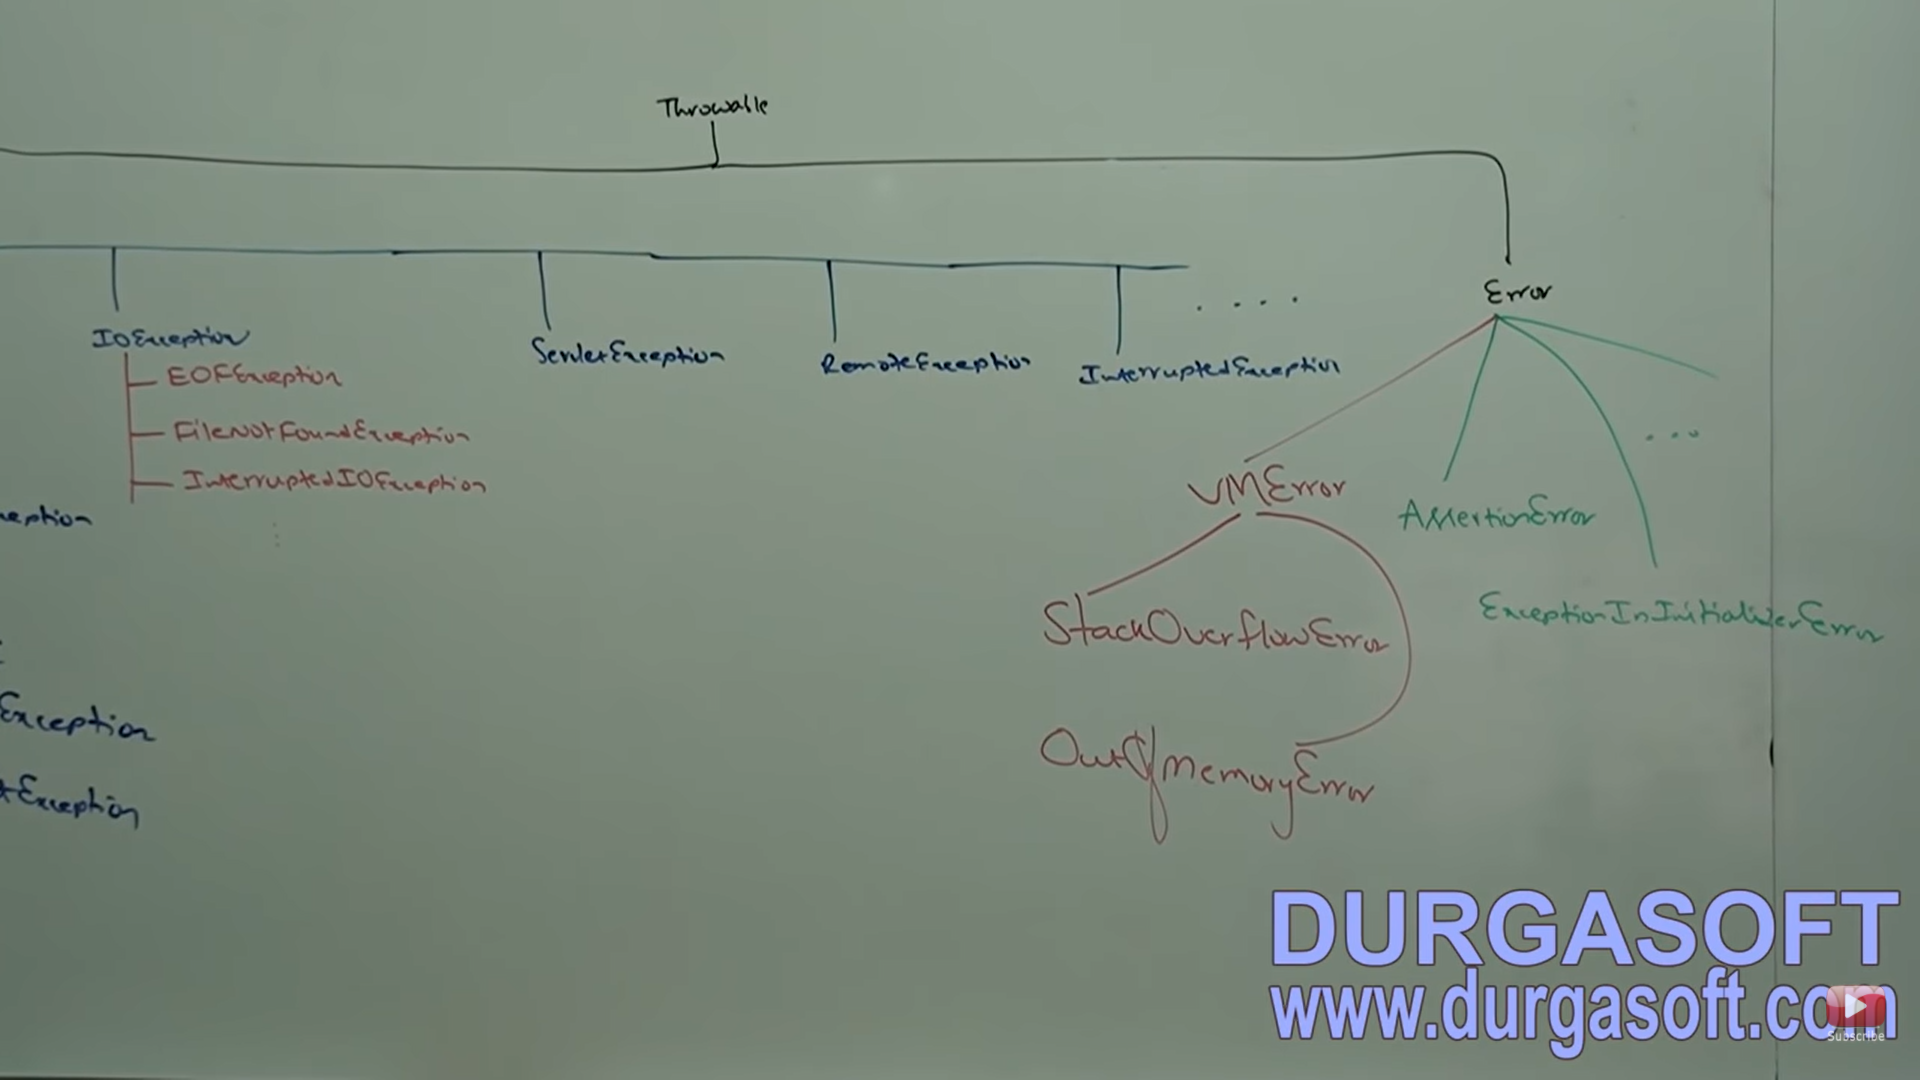 Throwable
Error
IOException
ServletException
RemoteException
InterruptedException
....
EOFException
FileNotFoundException
InterruptedIOException
...
VMError
AssertionError
ExceptionInInitializerError
StackOverflowError
OutOfMemoryError
eption
Exception
Exception
DURGASOFT
www.durgasoft.com
Subscribe